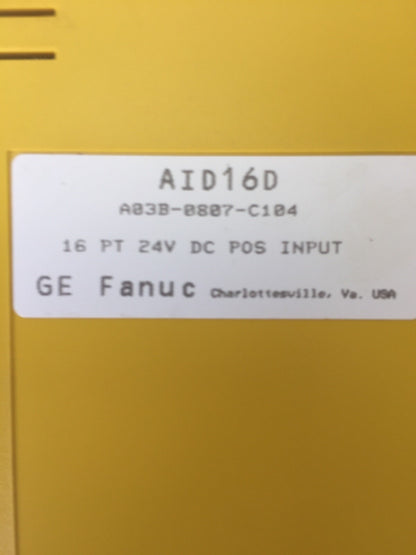 AID16D
A03B-0807-C104
16 PT 24V DC POS INPUT
GE Fanuc Charlottesville, Va. USA